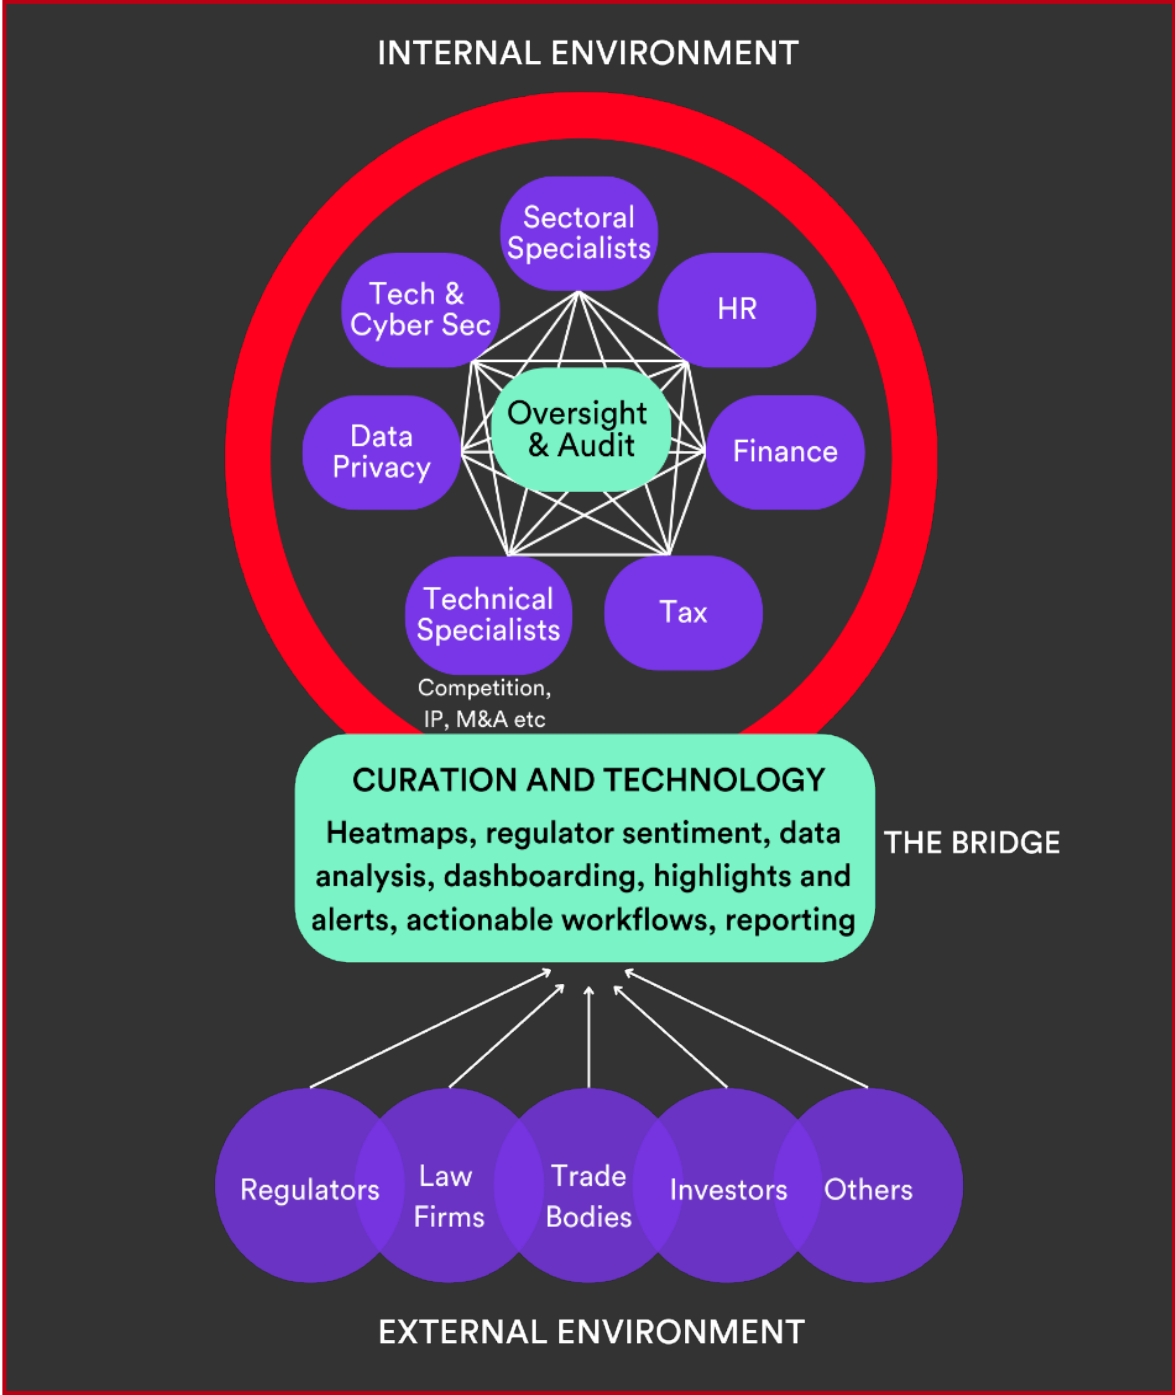 INTERNAL ENVIRONMENT
Sectoral
Specialists
Tech &
Cyber Sec
HR
Oversight
& Audit
Data
Privacy
Finance
Technical
Specialists
Tax
Competition,
IP, M&A etc
CURATION AND TECHNOLOGY
Heatmaps, regulator sentiment, data
analysis, dashboarding, highlights and
alerts, actionable workflows, reporting
THE BRIDGE
Regulators
Law
Firms
Trade
Bodies
Investors
Others
EXTERNAL ENVIRONMENT